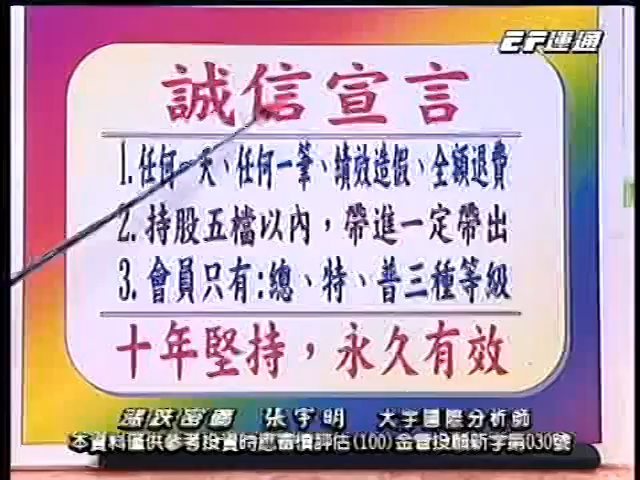 EF運通
誠信宣言
1.任何一天、任何一筆、績效造假、全額退費
2.持股五檔以內，帶進一定帶出
3.會員只有:總、特、普三種等級
十年堅持，永久有效
張宇明 大宇國際分析師
本資料僅供參考投資時應審慎評估(100)金管投顧新字第030號